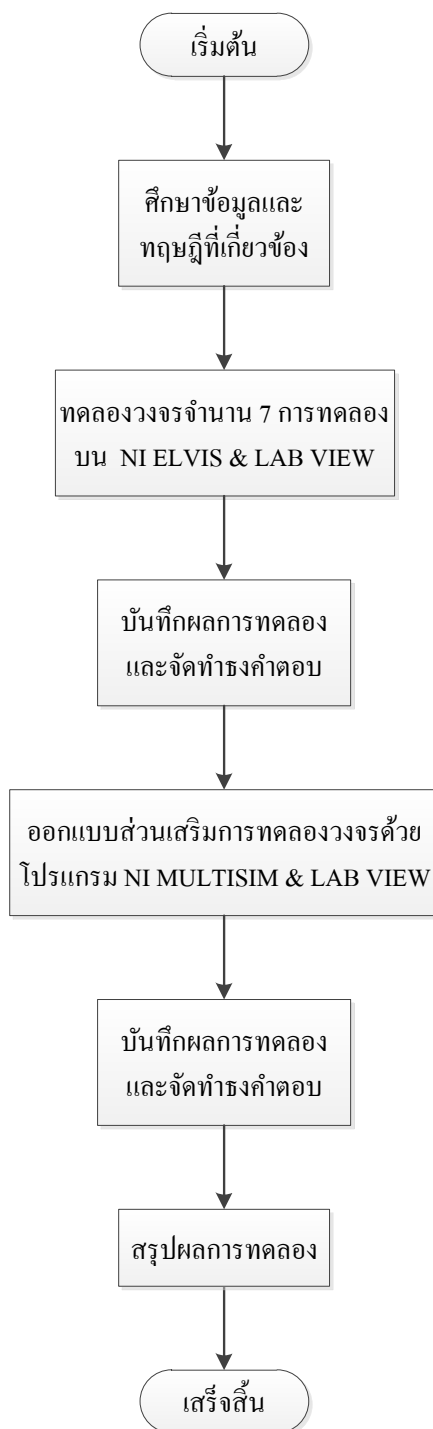 เริ่มต้น
ศึกษาข้อมูลและ
ทฤษฎีที่เกี่ยวข้อง
ทดลองวงจรจำนาน 7 การทดลอง
บน NI ELVIS & LAB VIEW
บันทึกผลการทดลอง
และจัดทำธงคำตอบ
ออกแบบส่วนเสริมการทดลองวงจรด้วย
โปรแกรม NI MULTISIM & LAB VIEW
บันทึกผลการทดลอง
และจัดทำธงคำตอบ
สรุปผลการทดลอง
เสร็จสิ้น